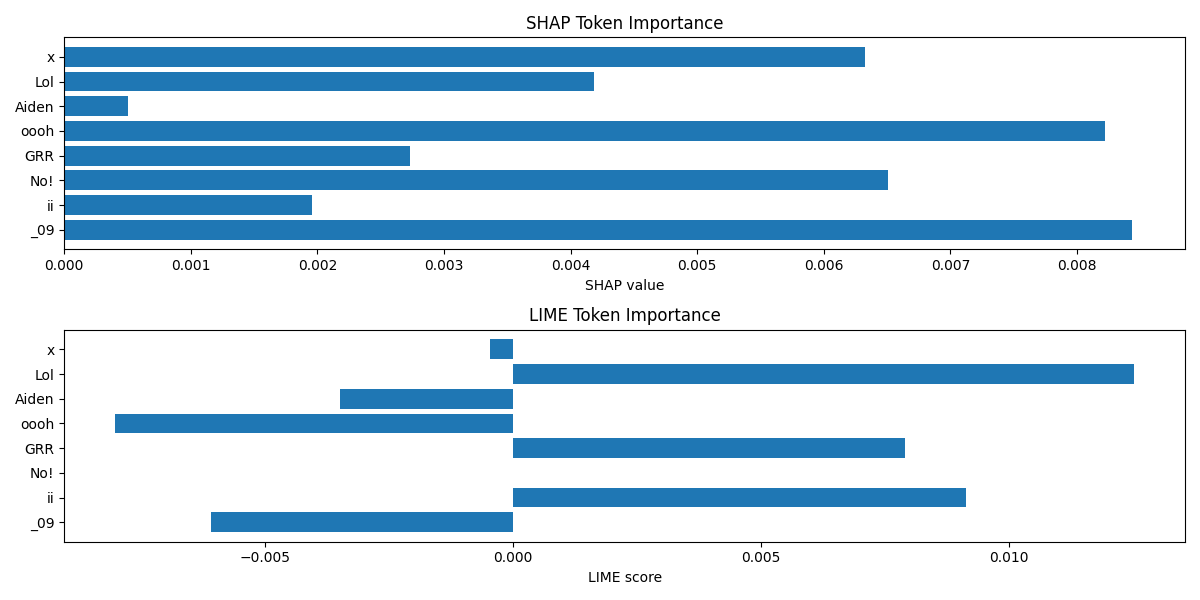 SHAP Token Importance
x
Lol
Aiden
oooh
GRR
No!
ii
_09
0.000 0.001 0.002 0.003 0.004 0.005 0.006 0.007 0.008
SHAP value
LIME Token Importance
x
Lol
Aiden
oooh
GRR
No!
ii
_09
−0.005 0.000 0.005 0.010
LIME score